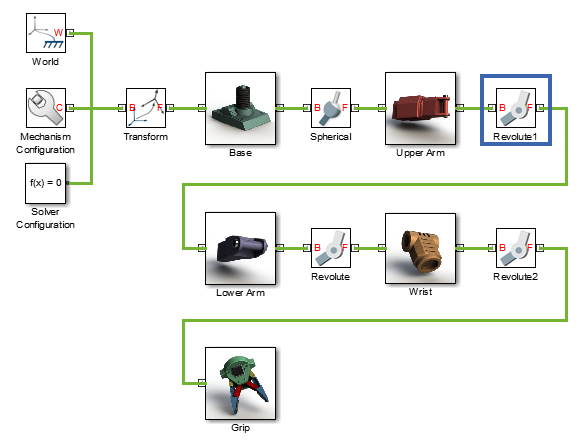 W
World
C
Mechanism
Configuration
B F
Transform
Base
B F
Spherical
Upper Arm
B F
Revolute1
f(x) = 0
Solver
Configuration
Lower Arm
B F
Revolute
Wrist
B F
Revolute2
Grip